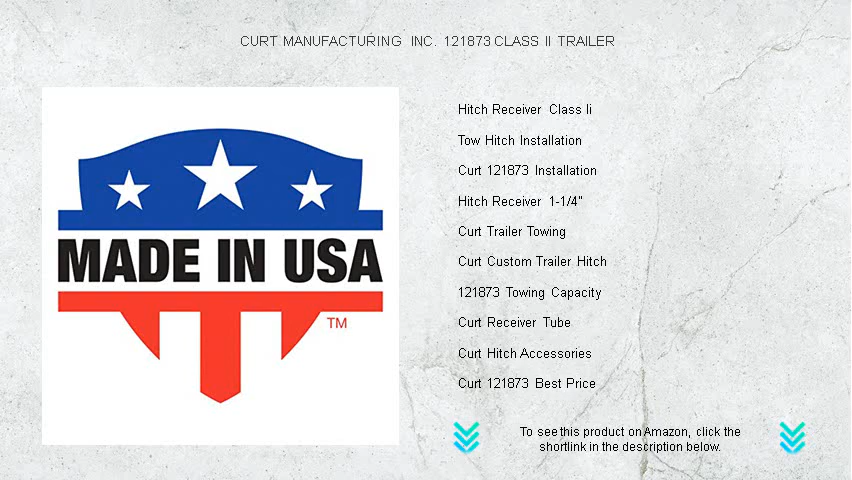 CURT MANUFACTURING INC. 121873 CLASS II TRAILER
MADE IN USA
TM
Hitch Receiver Class Ii
Tow Hitch Installation
Curt 121873 Installation
Hitch Receiver 1-1/4"
Curt Trailer Towing
Curt Custom Trailer Hitch
121873 Towing Capacity
Curt Receiver Tube
Curt Hitch Accessories
Curt 121873 Best Price
To see this product on Amazon, click the
shortlink in the description below.